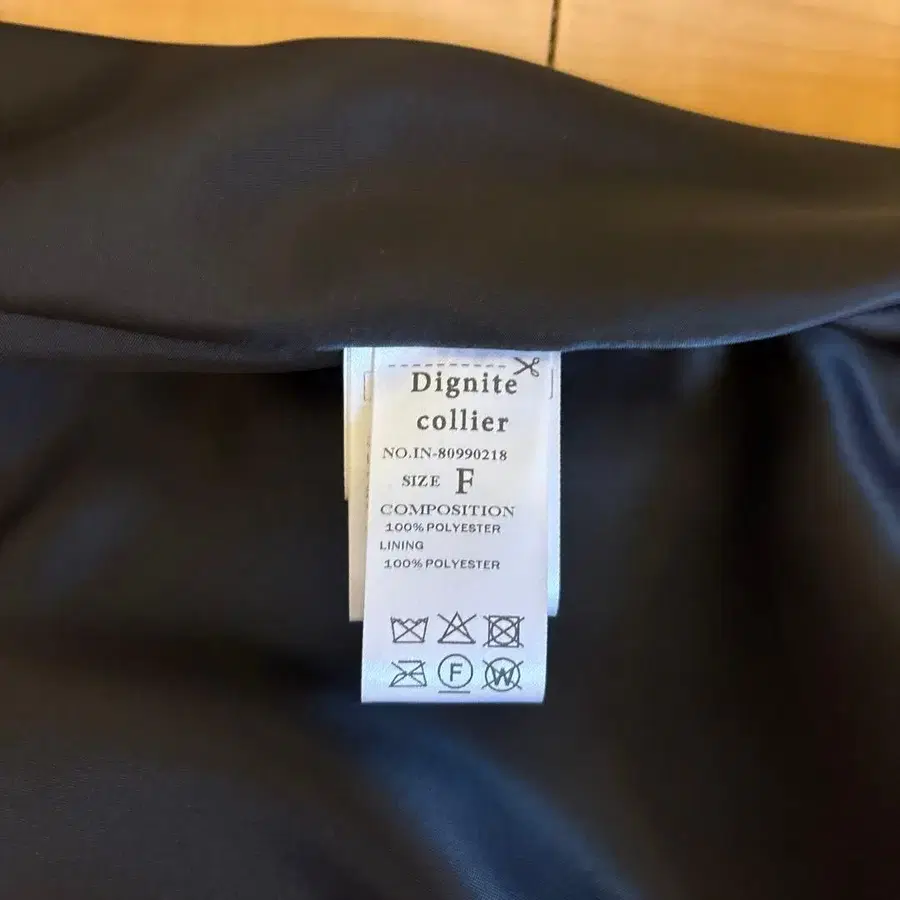 Dignite
collier
NO.IN-80990218
SIZE F
COMPOSITION
100% POLYESTER
LINING
100% POLYESTER
F W